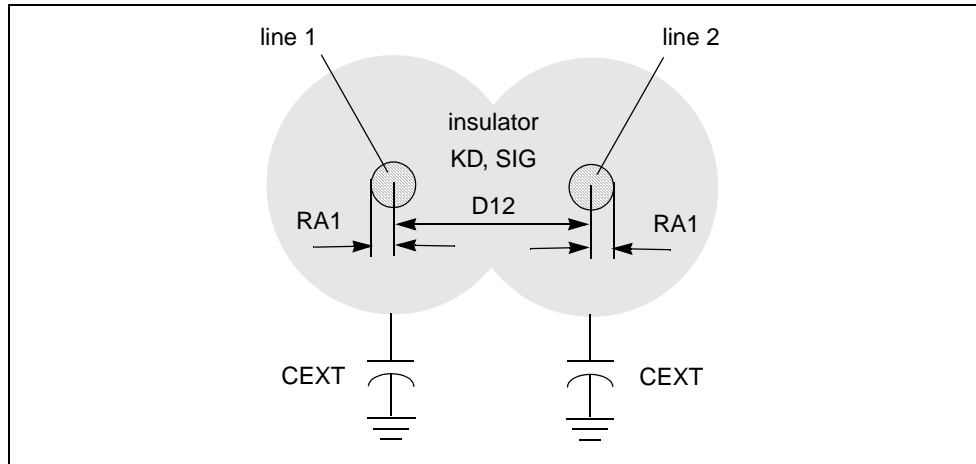 line 1
line 2
insulator
KD, SIG
D12
RA1
RA1
CEXT
CEXT